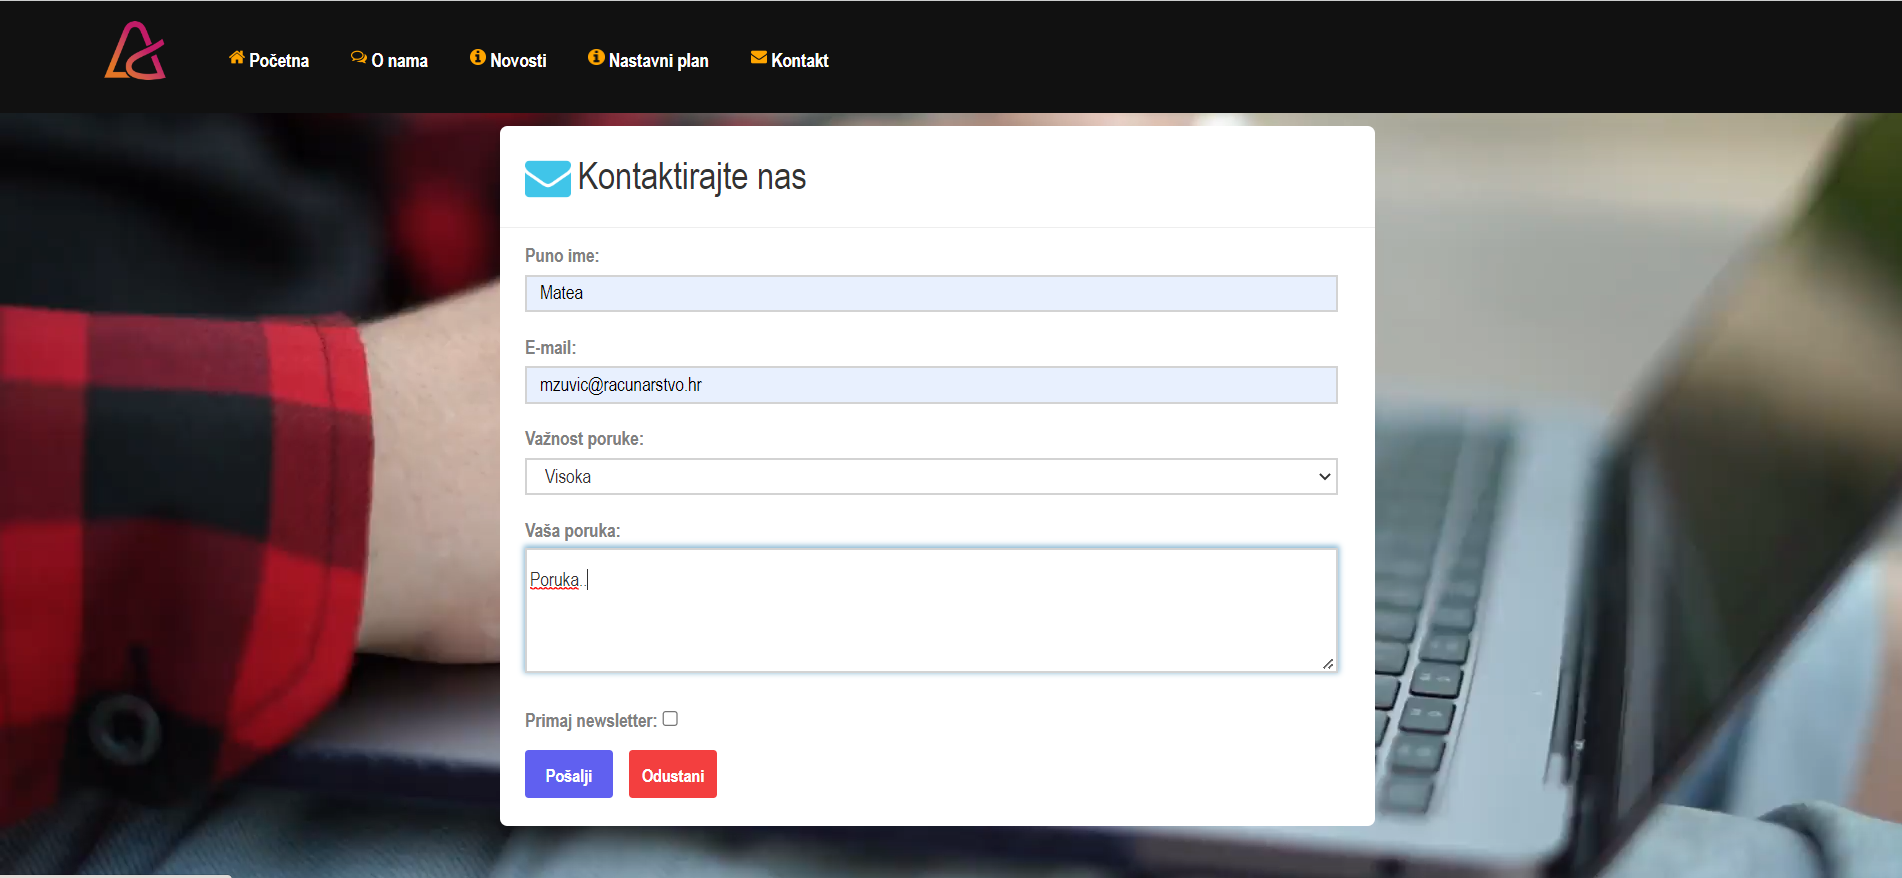 Početna O nama Novosti Nastavni plan Kontakt
Kontaktirajte nas
Puno ime:
Matea
E-mail:
mzuvic@racunarstvo.hr
Važnost poruke:
Visoka
Vaša poruka:
Poruka..
Primaj newsletter:
Pošalji Odustani